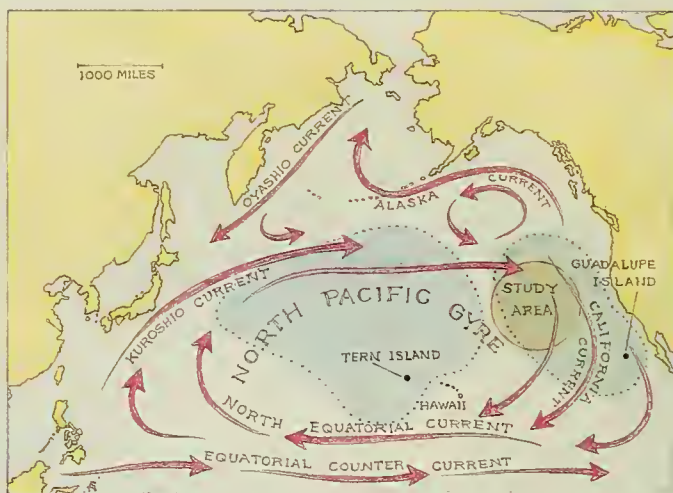 1000 MILES
OYASHIO CURRENT
ALASKA CURRENT
GUADALUPE
ISLAND
STUDY
AREA
KUROSHIO CURRENT
NORTH PACIFIC GYRE
CALIFORNIA
CURRENT
TERN ISLAND
HAWAII
NORTH EQUATORIAL CURRENT
EQUATORIAL COUNTER CURRENT